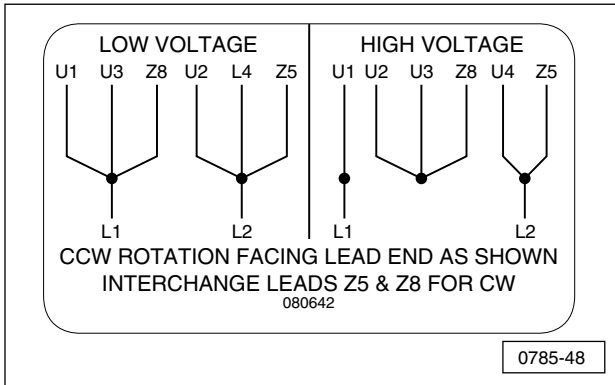 LOW VOLTAGE HIGH VOLTAGE
U1 U3 Z8 U2 L4 Z5 U1 U2 U3 Z8 U4 Z5
L1 L2 L1 L2
CCW ROTATION FACING LEAD END AS SHOWN
INTERCHANGE LEADS Z5 & Z8 FOR CW
080642
0785-48